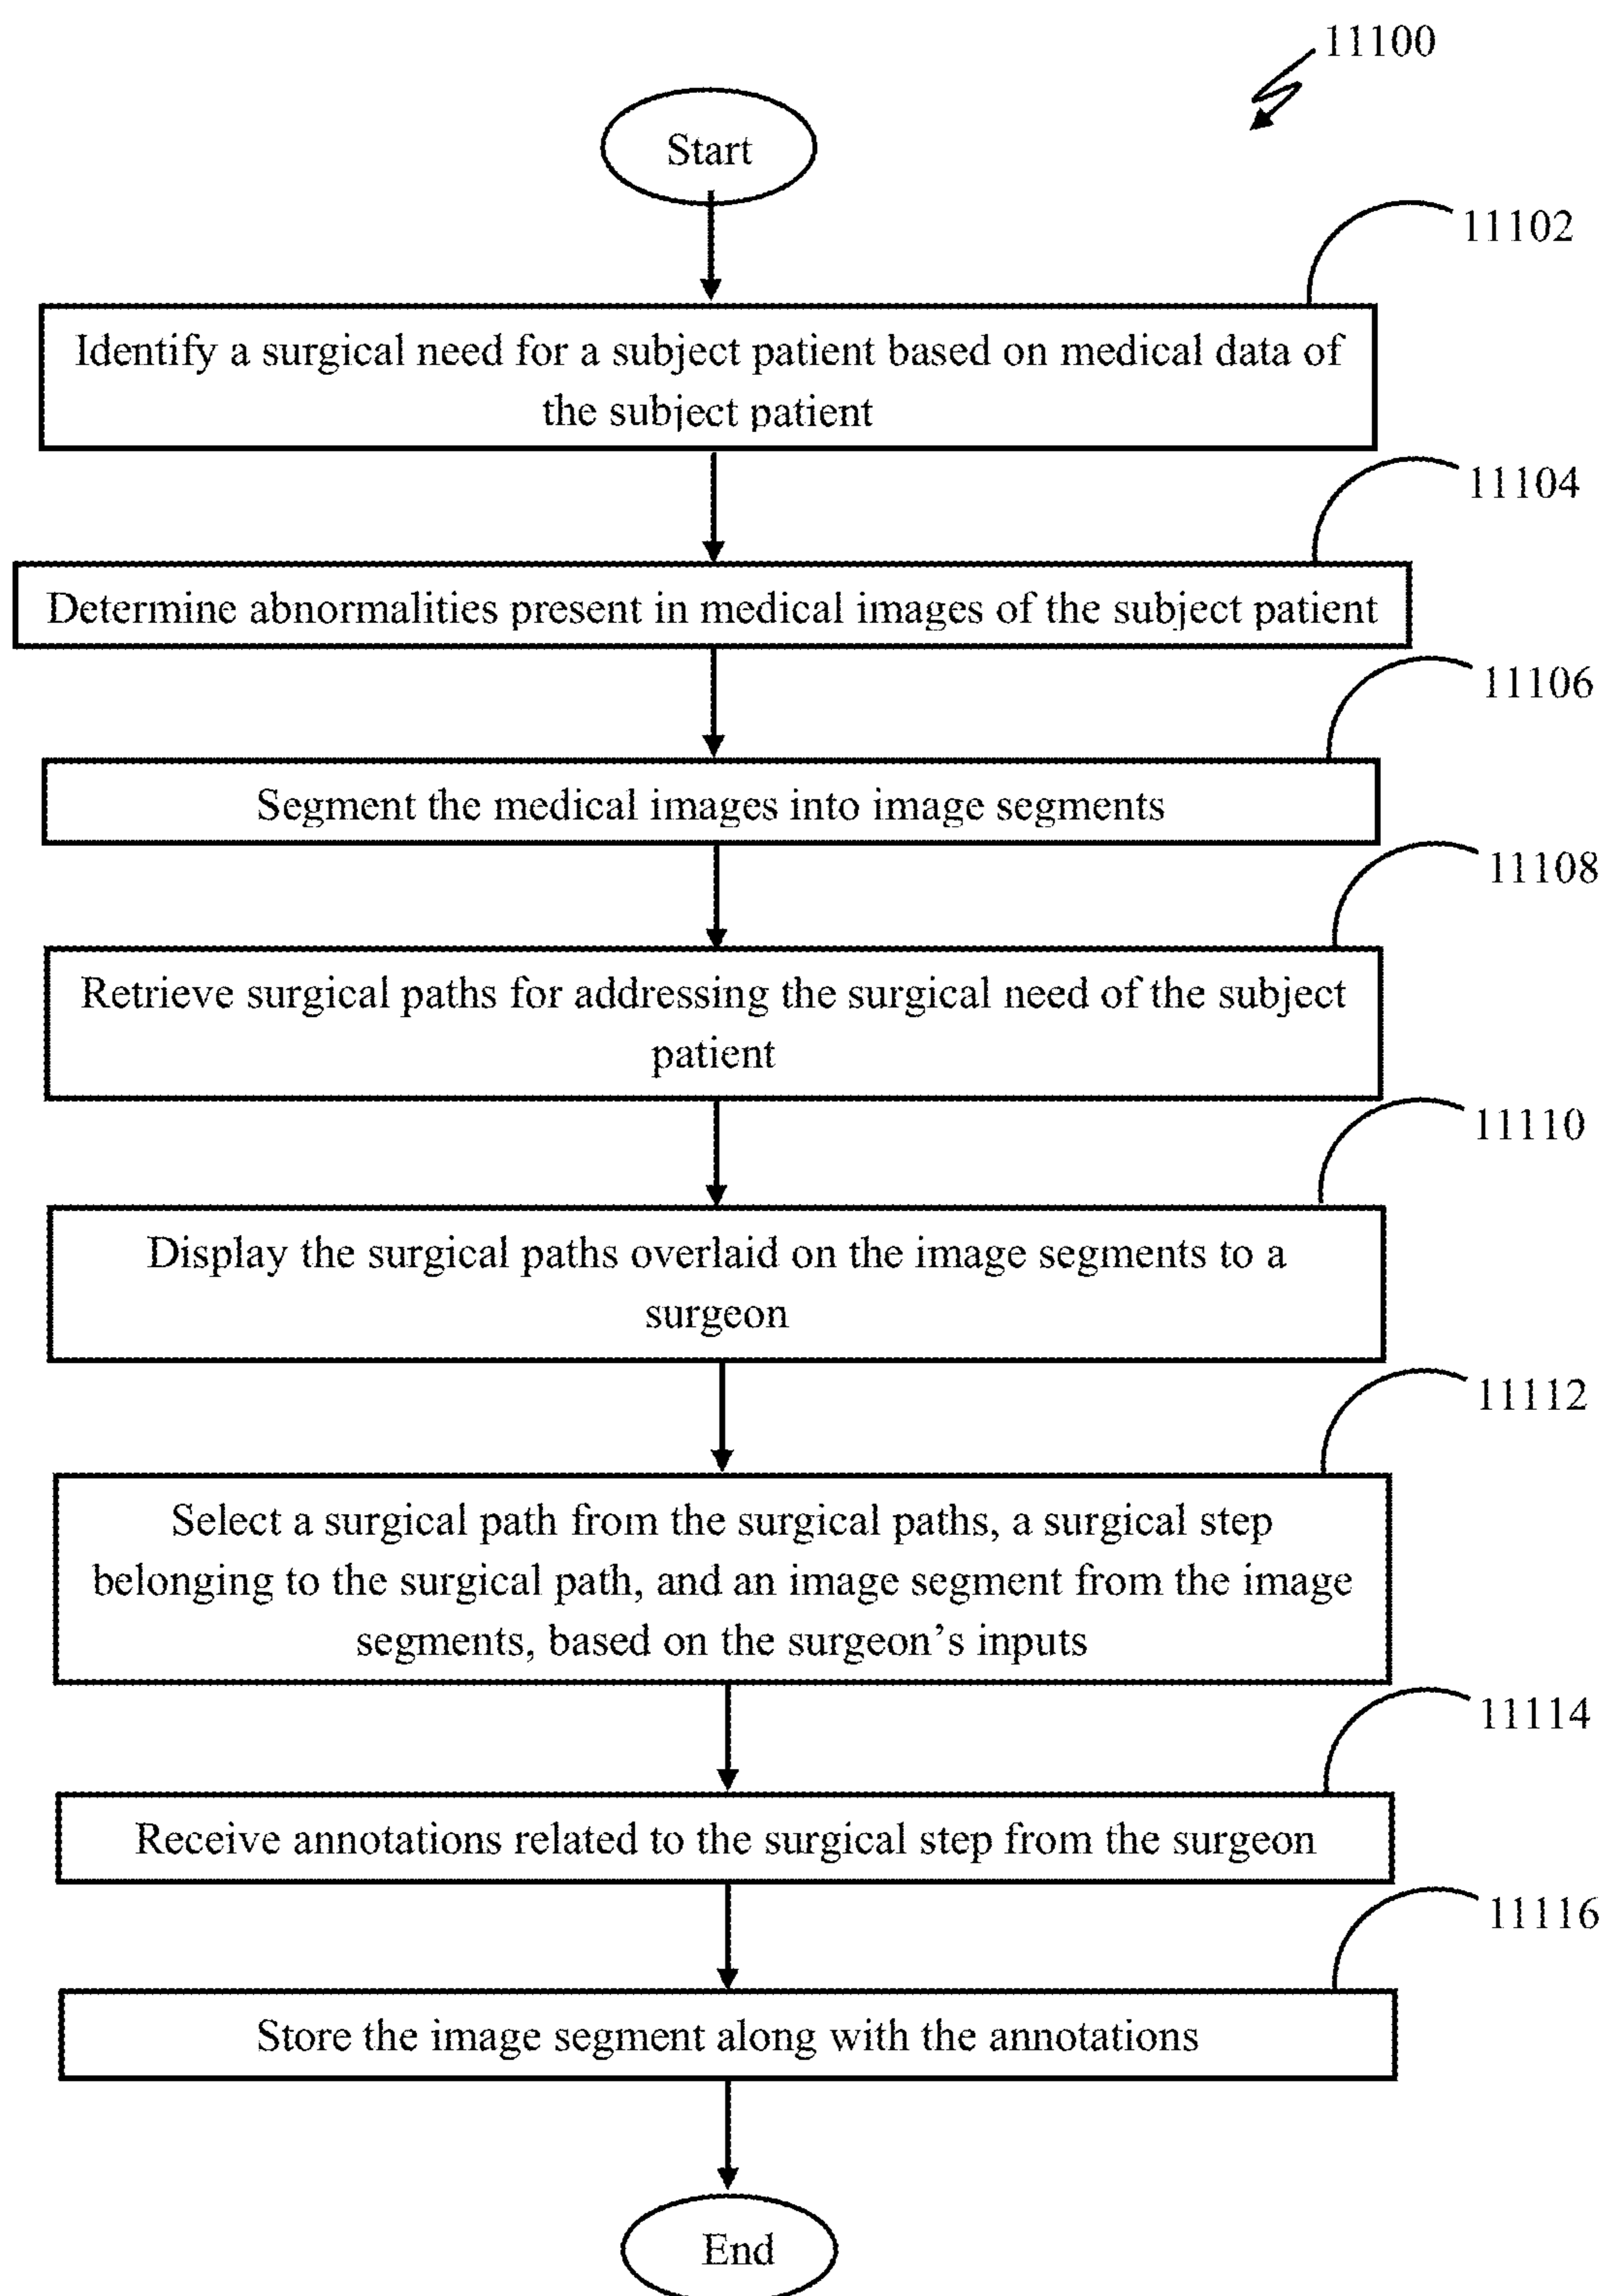 11100
Start
11102
Identify a surgical need for a subject patient based on medical data of
the subject patient
11104
Determine abnormalities present in medical images of the subject patient
11106
Segment the medical images into image segments
11108
Retrieve surgical paths for addressing the surgical need of the subject
patient
11110
Display the surgical paths overlaid on the image segments to a
surgeon
11112
Select a surgical path from the surgical paths, a surgical step
belonging to the surgical path, and an image segment from the image
segments, based on the surgeon’s inputs
11114
Receive annotations related to the surgical step from the surgeon
11116
Store the image segment along with the annotations
End